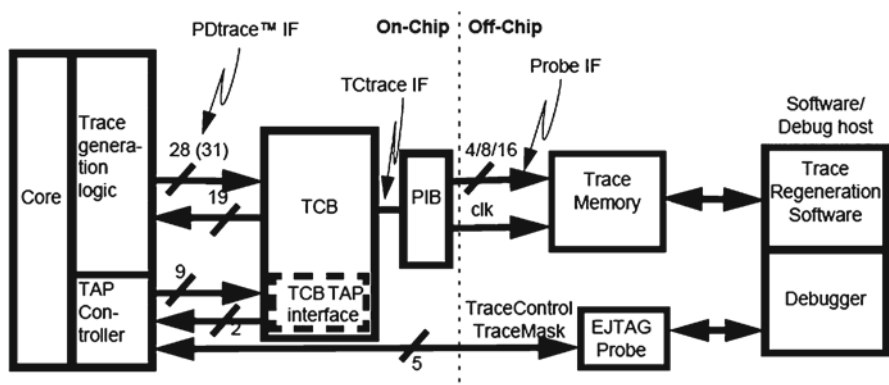 PDtrace™ IF
On-Chip
Off-Chip
TCtrace IF
Probe IF
Software/
Debug host
Core
Trace
genera-
tion
logic
28 (31)
19
TCB
PIB
4/8/16
clk
Trace
Memory
Trace
Regeneration
Software
TAP
Con-
troller
9
2
TCB TAP
interface
TraceControl
TraceMask
5
EJTAG
Probe
Debugger